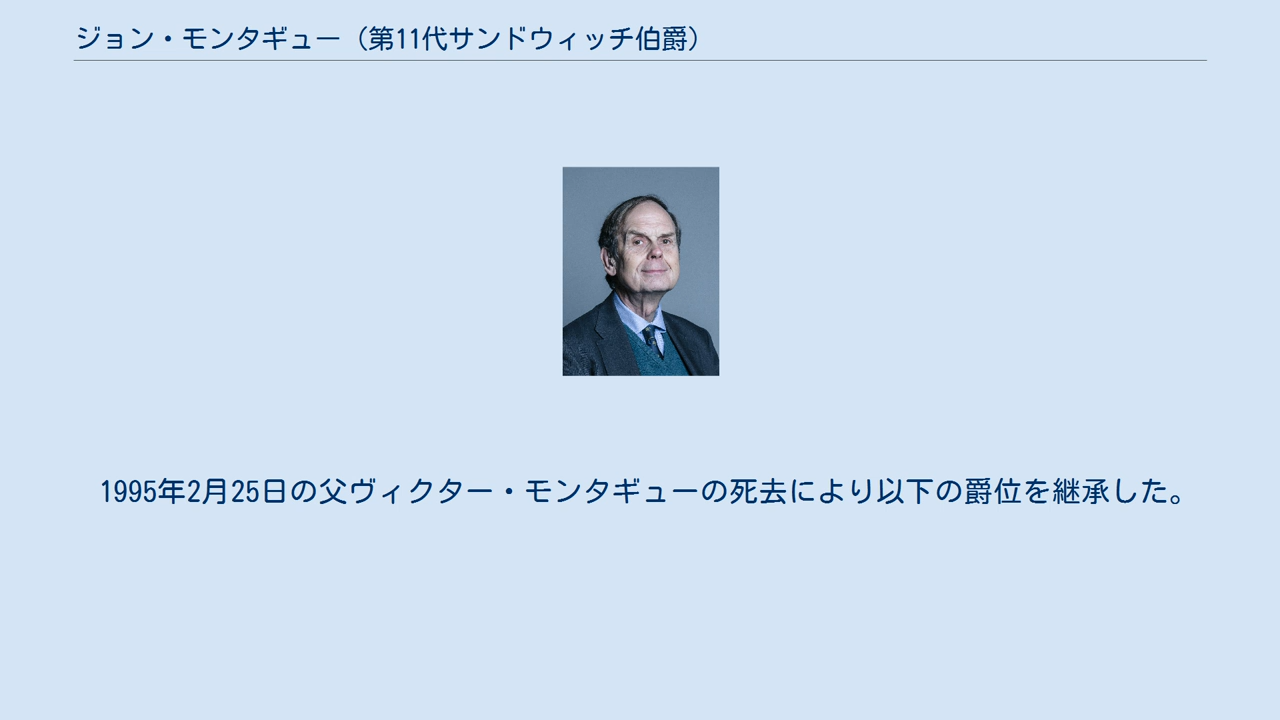 ジョン・モンタギュー（第11代サンドウィッチ伯爵）
1995年2月25日の父ヴィクター・モンタギューの死去により以下の爵位を継承した。